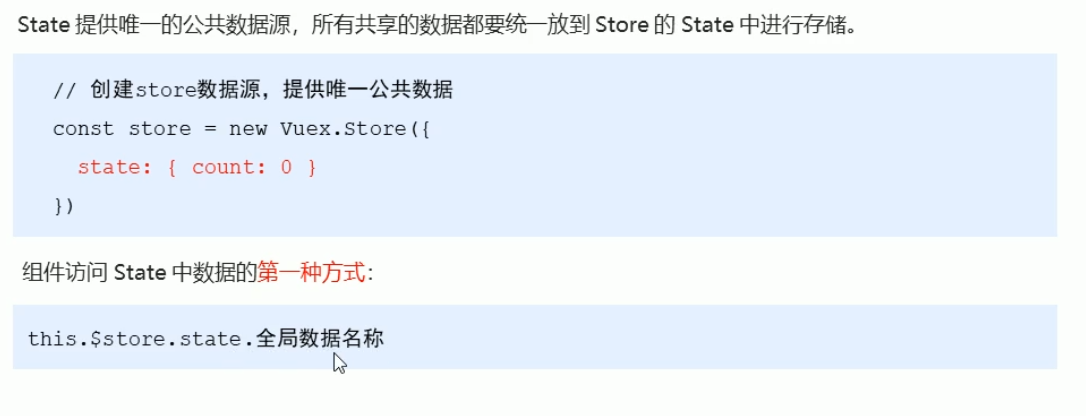 State 提供唯一的公共数据源，所有共享的数据都要统一放到 Store 的 State 中进行存储。
// 创建store数据源，提供唯一公共数据
const store = new Vuex.Store({
state: { count: 0 }
})
组件访问 State 中数据的第一种方式：
this.$store.state.全局数据名称